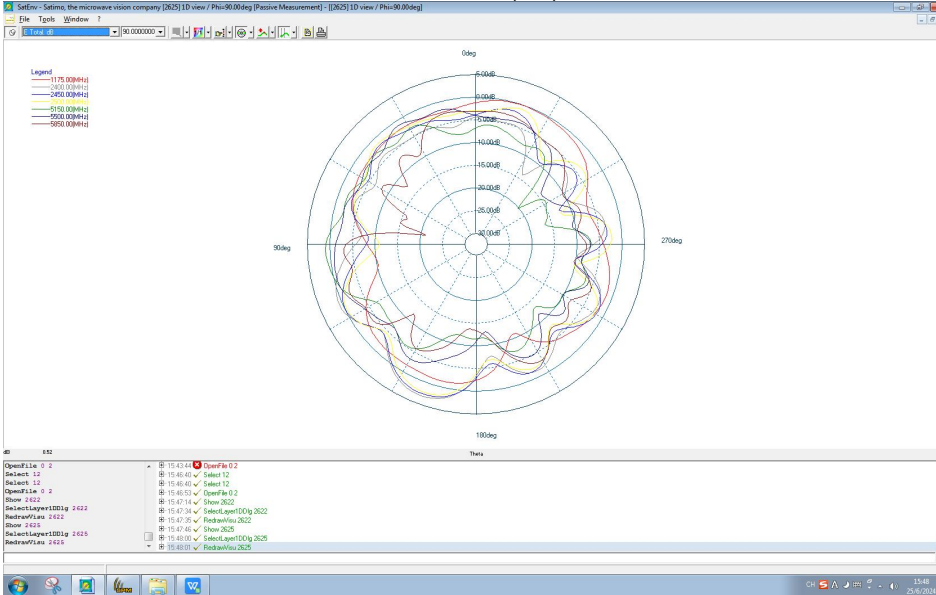 SatEnv - Satimo, the microwave vision company [2625] 1D view / Phi=90.00deg [Passive Measurement] - [[2625] 1D view / Phi=90.00deg]
File Tools Window ?
E Total dB 90.0000000
0deg
Legend
1175.00(MHz)
2400.00(MHz)
2450.00(MHz)
5150.00(MHz)
5500.00(MHz)
5850.00(MHz)
5.00dB
0.00dB
-5.00dB
-10.00dB
-15.00dB
-20.00dB
-25.00dB
-30.00dB
90deg
270deg
180deg
dB 8.52 Theta
OpenFile 0 2
Select 12
Select 12
OpenFile 0 2
Show 2622
SelectLayer1DDlg 2622
RedrawVisu 2622
Show 2625
SelectLayer1DDlg 2625
RedrawVisu 2625
15:43:44 OpenFile 0 2
15:46:40 Select 12
15:46:40 Select 12
15:46:53 OpenFile 0 2
15:47:14 Show 2622
15:47:34 SelectLayer1DDlg 2622
15:47:35 RedrawVisu 2622
15:47:46 Show 2625
15:48:00 SelectLayer1DDlg 2625
15:48:01 RedrawVisu 2625
CH
15:48
25/6/2024